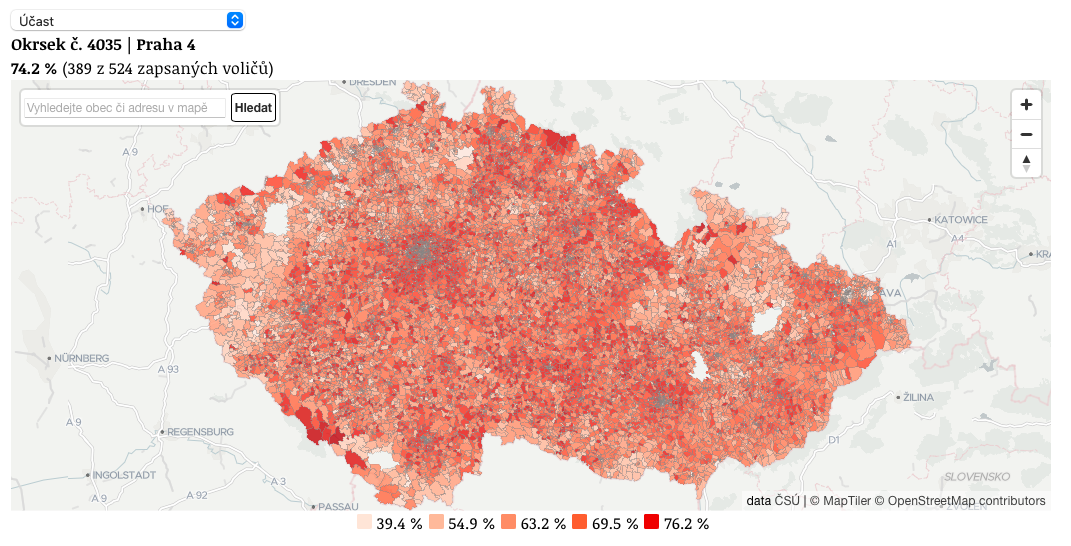 Účast
Okrsek č. 4035 | Praha 4
74.2 % (389 z 524 zapsaných voličů)
DRESDEN
Vyhledejte obec či adresu v mapě
Hledat
A 9
HOF
KATOWICE
A1
A4
NÜRNBERG
A 93
ŽILINA
A9
REGENSBURG
D1
INGOLSTADT
A 3
SLOVENSKO
A 9
A 92
PASSAU
data ČSÚ | © MapTiler © OpenStreetMap contributors
39.4 % 54.9 % 63.2 % 69.5 % 76.2 %